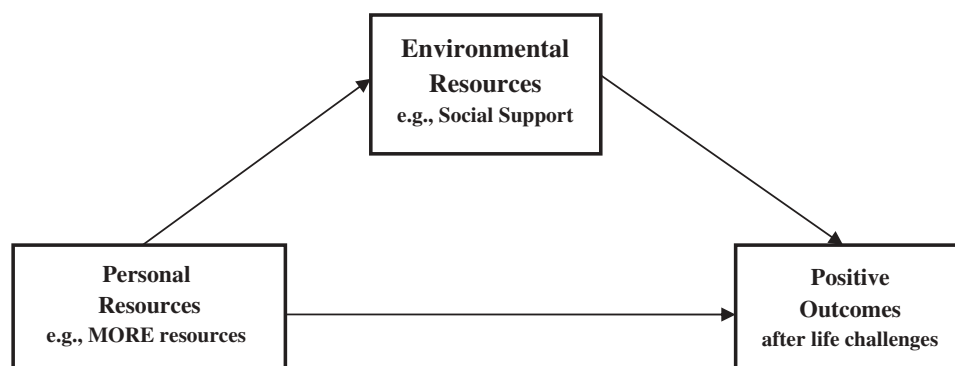 Environmental
Resources
e.g., Social Support
Personal
Resources
e.g., MORE resources
Positive
Outcomes
after life challenges